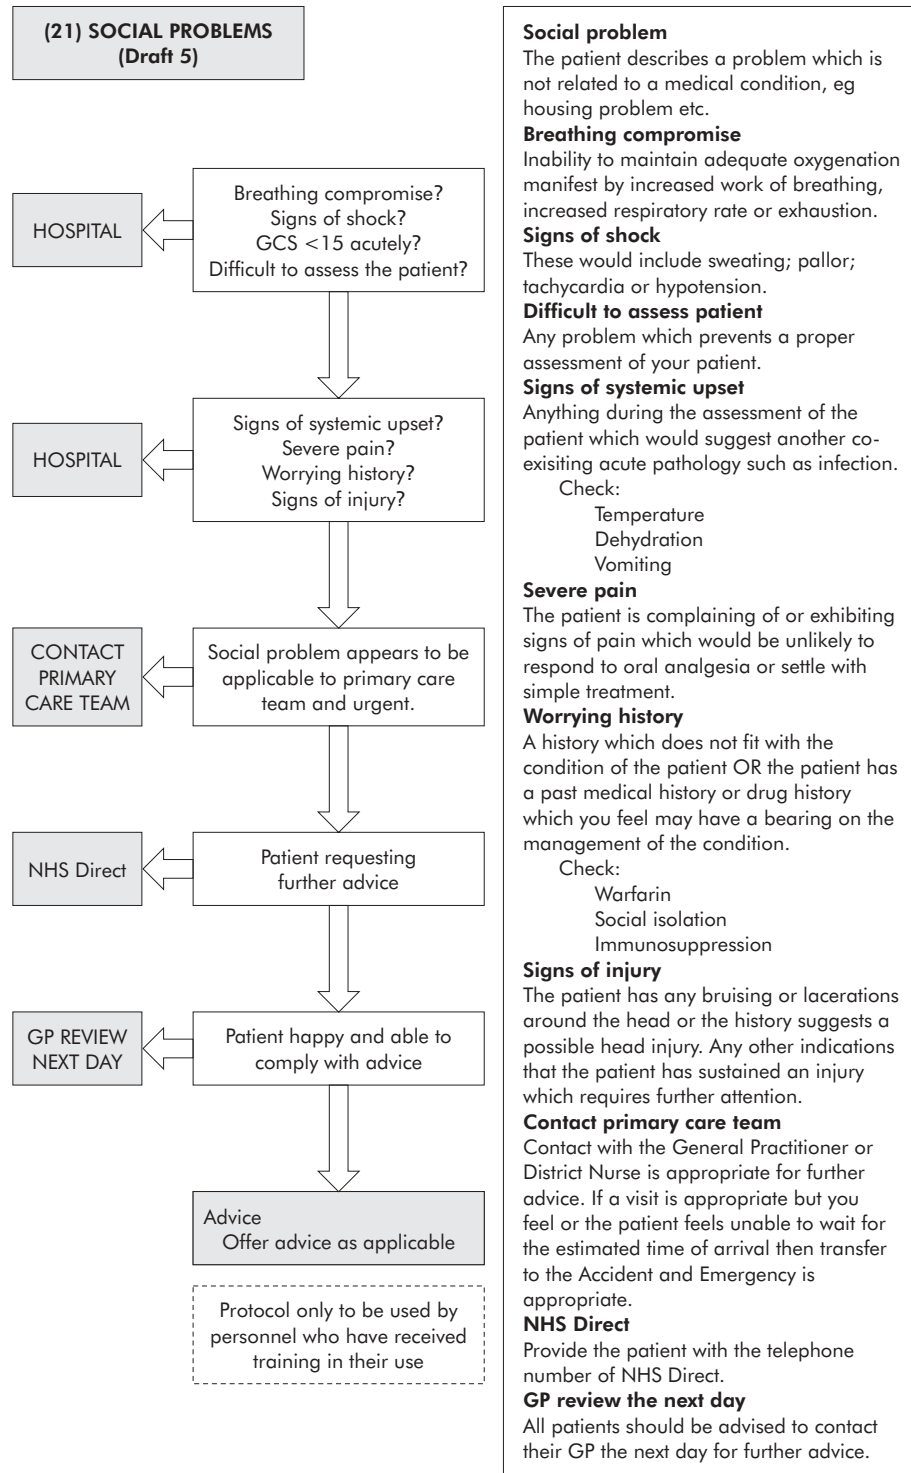 (21) SOCIAL PROBLEMS
(Draft 5)
HOSPITAL
Breathing compromise?
Signs of shock?
GCS <15 acutely?
Difficult to assess the patient?
HOSPITAL
Signs of systemic upset?
Severe pain?
Worrying history?
Signs of injury?
CONTACT
PRIMARY
CARE TEAM
Social problem appears to be
applicable to primary care
team and urgent.
NHS Direct
Patient requesting
further advice
GP REVIEW
NEXT DAY
Patient happy and able to
comply with advice
Advice
Offer advice as applicable
Protocol only to be used by
personnel who have received
training in their use
Social problem
The patient describes a problem which is
not related to a medical condition, eg
housing problem etc.
Breathing compromise
Inability to maintain adequate oxygenation
manifest by increased work of breathing,
increased respiratory rate or exhaustion.
Signs of shock
These would include sweating; pallor;
tachycardia or hypotension.
Difficult to assess patient
Any problem which prevents a proper
assessment of your patient.
Signs of systemic upset
Anything during the assessment of the
patient which would suggest another co-
exisiting acute pathology such as infection.
Check:
Temperature
Dehydration
Vomiting
Severe pain
The patient is complaining of or exhibiting
signs of pain which would be unlikely to
respond to oral analgesia or settle with
simple treatment.
Worrying history
A history which does not fit with the
condition of the patient OR the patient has
a past medical history or drug history
which you feel may have a bearing on the
management of the condition.
Check:
Warfarin
Social isolation
Immunosuppression
Signs of injury
The patient has any bruising or lacerations
around the head or the history suggests a
possible head injury. Any other indications
that the patient has sustained an injury
which requires further attention.
Contact primary care team
Contact with the General Practitioner or
District Nurse is appropriate for further
advice. If a visit is appropriate but you
feel or the patient feels unable to wait for
the estimated time of arrival then transfer
to the Accident and Emergency is
appropriate.
NHS Direct
Provide the patient with the telephone
number of NHS Direct.
GP review the next day
All patients should be advised to contact
their GP the next day for further advice.